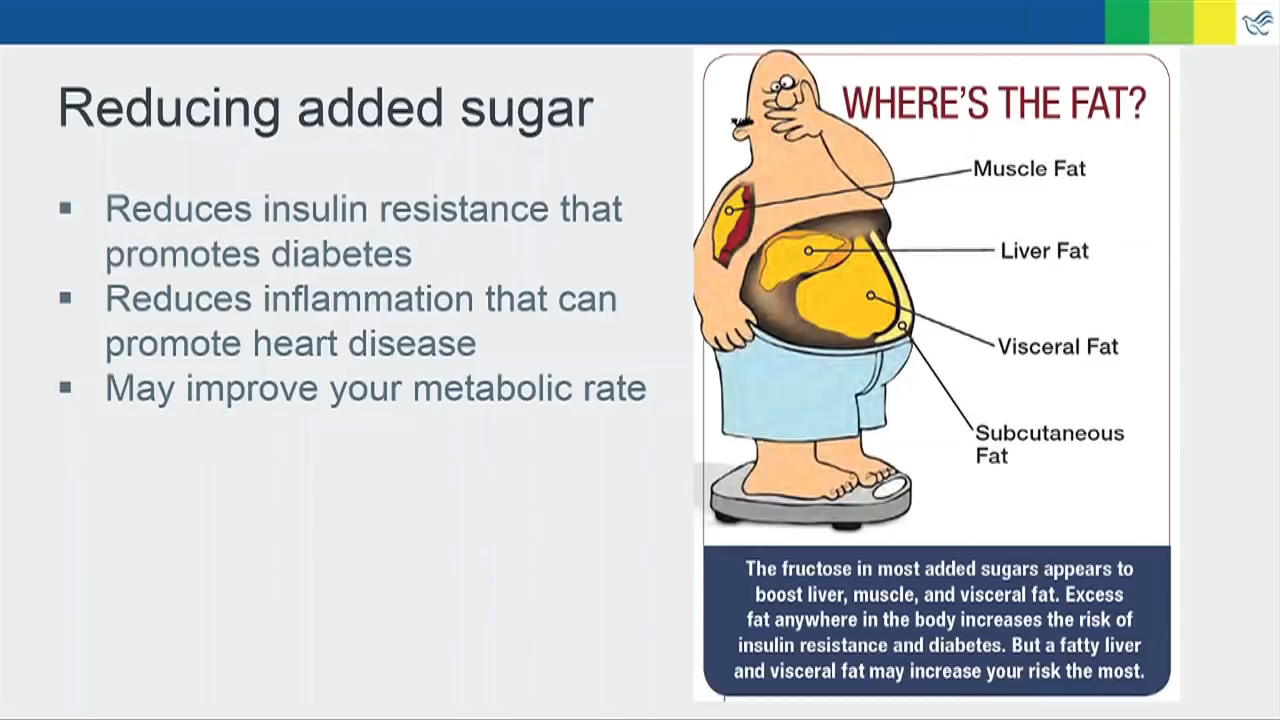 Reducing added sugar
▪ Reduces insulin resistance that
promotes diabetes
▪ Reduces inflammation that can
promote heart disease
▪ May improve your metabolic rate
WHERE'S THE FAT?
Muscle Fat
Liver Fat
Visceral Fat
Subcutaneous
Fat
The fructose in most added sugars appears to
boost liver, muscle, and visceral fat. Excess
fat anywhere in the body increases the risk of
insulin resistance and diabetes. But a fatty liver
and visceral fat may increase your risk the most.